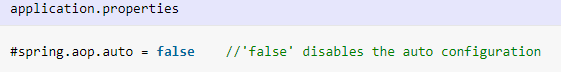 application.properties
#spring.aop.auto = false    //'false' disables the auto configuration